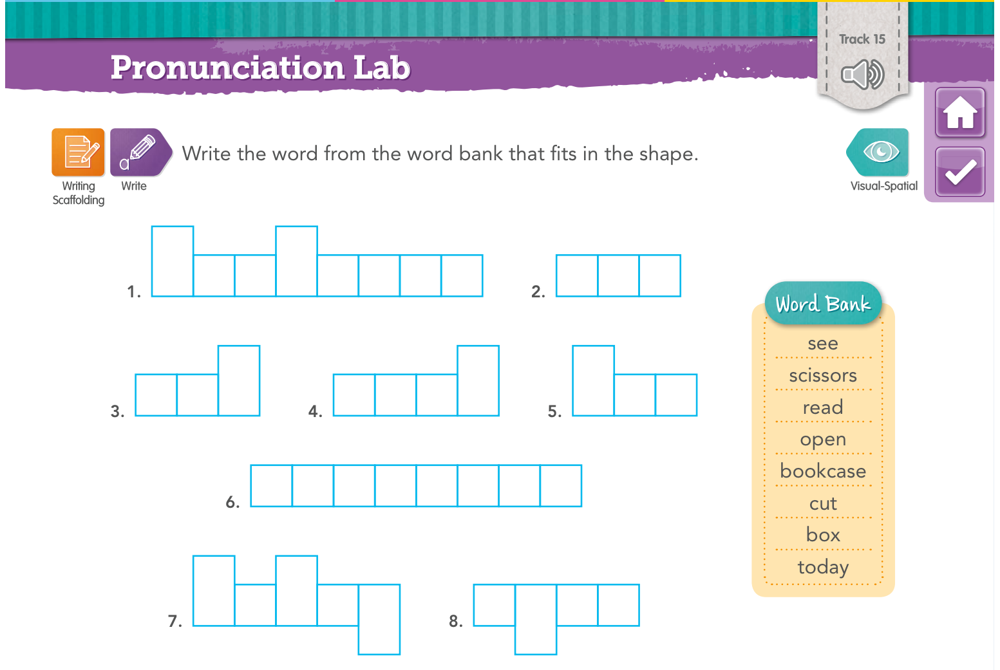 Track 15
Pronunciation Lab
Write the word from the word bank that fits in the shape.
Writing
Scaffolding
Write
Visual-Spatial
1.
2.
3.
4.
5.
6.
7.
8.
Word Bank
see
scissors
read
open
bookcase
cut
box
today